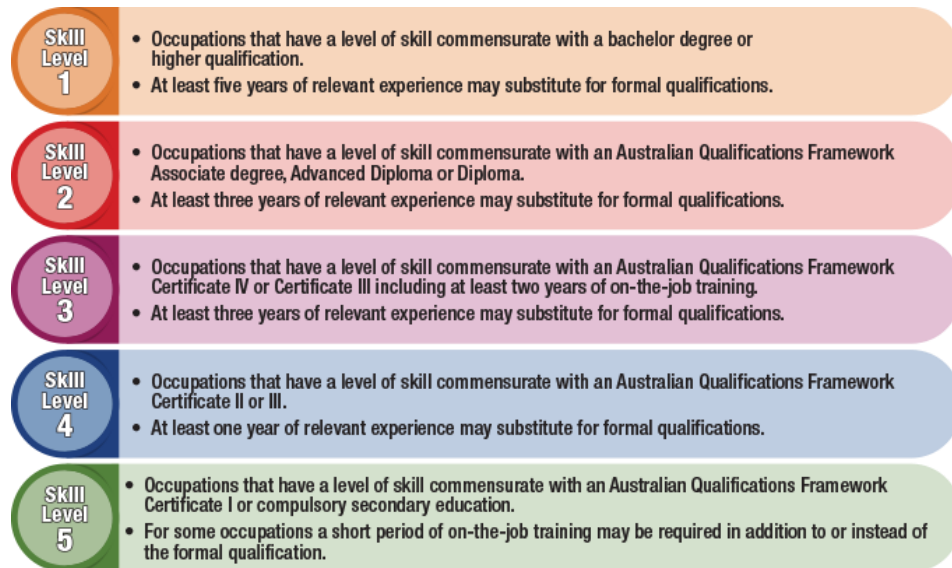 Skill
Level
1
• Occupations that have a level of skill commensurate with a bachelor degree or
higher qualification.
• At least five years of relevant experience may substitute for formal qualifications.
Skill
Level
2
• Occupations that have a level of skill commensurate with an Australian Qualifications Framework
Associate degree, Advanced Diploma or Diploma.
• At least three years of relevant experience may substitute for formal qualifications.
Skill
Level
3
• Occupations that have a level of skill commensurate with an Australian Qualifications Framework
Certificate IV or Certificate III including at least two years of on-the-job training.
• At least three years of relevant experience may substitute for formal qualifications.
Skill
Level
4
• Occupations that have a level of skill commensurate with an Australian Qualifications Framework
Certificate II or III.
• At least one year of relevant experience may substitute for formal qualifications.
Skill
Level
5
• Occupations that have a level of skill commensurate with an Australian Qualifications Framework
Certificate I or compulsory secondary education.
• For some occupations a short period of on-the-job training may be required in addition to or instead of
the formal qualification.